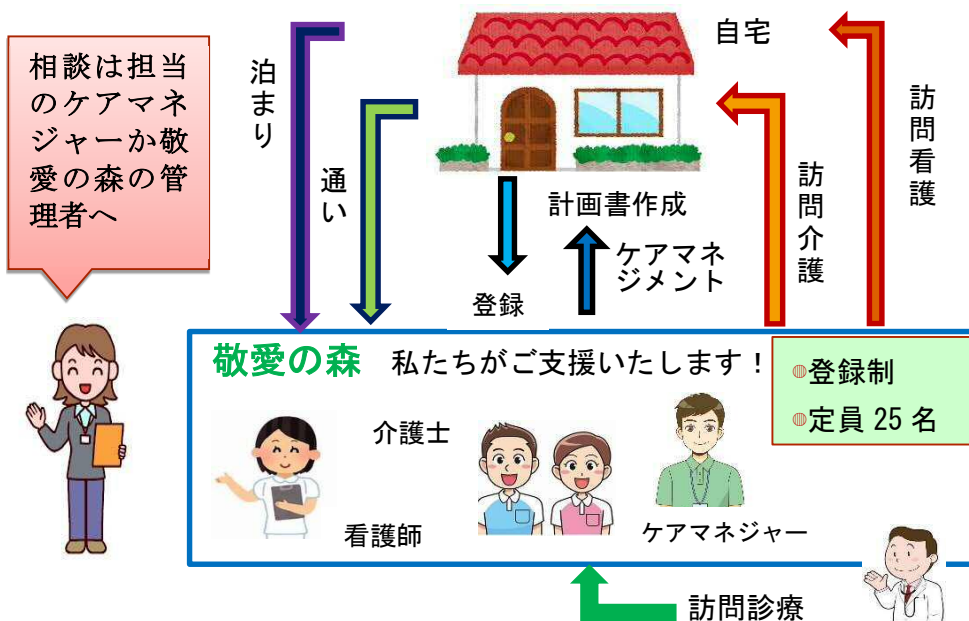 相談は担当
のケアマネ
ジャーか敬
愛の森の管
理者へ
泊まり
通い
自宅
訪問看護
訪問介護
計画書作成
ケアマネ
ジメント
登録
敬愛の森 私たちがご支援いたします！
登録制
定員 25 名
介護士
看護師
ケアマネジャー
訪問診療